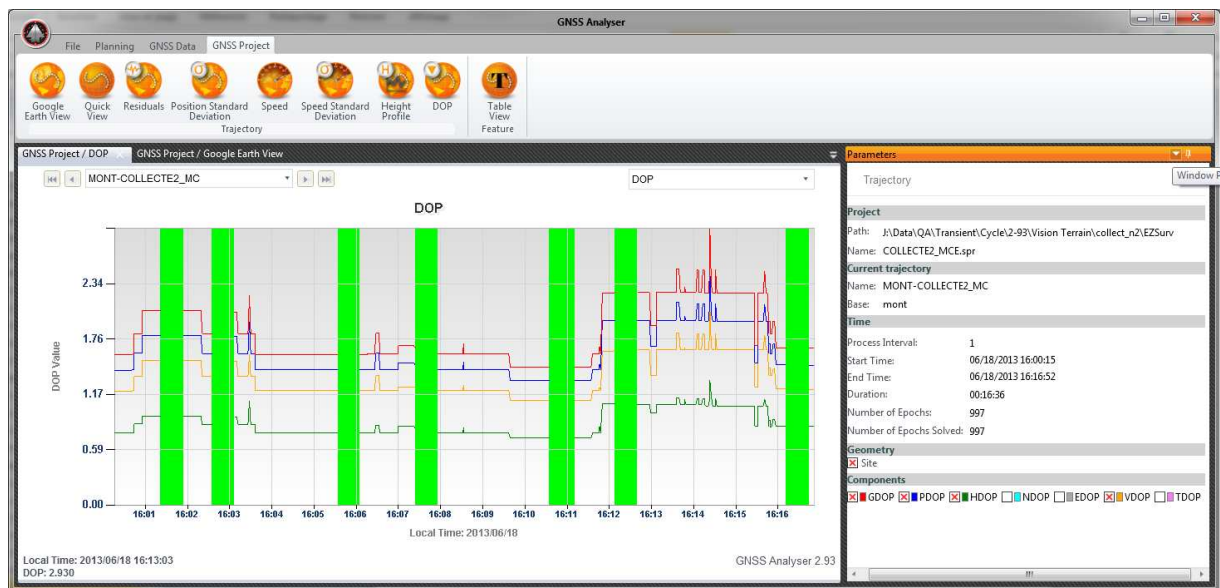 GNSS Analyser
File Planning GNSS Data GNSS Project
Google Earth View
Quick View
Residuals
Position Standard Deviation
Speed
Speed Standard Deviation
Height Profile
DOP
Table View
Trajectory
Feature
GNSS Project / DOP
GNSS Project / Google Earth View
MONT-COLLECTE2_MC
DOP
DOP
DOP Value
2.34
1.76
1.17
0.59
0.00
16:01 16:02 16:03 16:04 16:05 16:06 16:07 16:08 16:09 16:10 16:11 16:12 16:13 16:14 16:15 16:16
Local Time: 2013/06/18
Local Time: 2013/06/18 16:13:03
DOP: 2.930
GNSS Analyser 2.93
Parameters
Window P
Trajectory
Project
Path: J:\Data\QA\Transient\Cycle\2-93\Vision Terrain\collect_n2\EZSurv
Name: COLLECTE2_MCE.spr
Current trajectory
Name: MONT-COLLECTE2_MC
Base: mont
Time
Process Interval: 1
Start Time: 06/18/2013 16:00:15
End Time: 06/18/2013 16:16:52
Duration: 00:16:36
Number of Epochs: 997
Number of Epochs Solved: 997
Geometry
Site
Components
GDOP PDOP HDOP NDOP EDOP VDOP TDOP